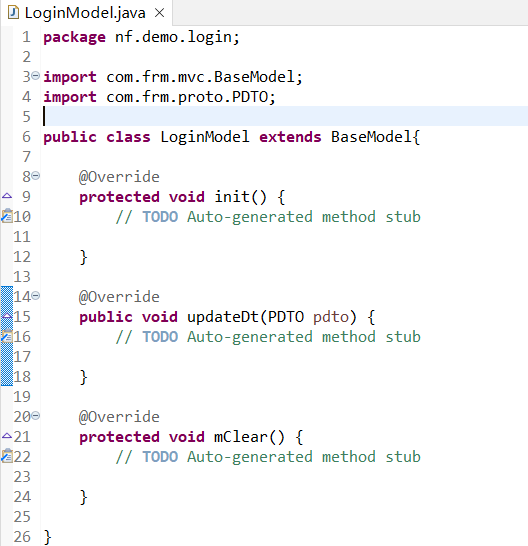 LoginModel.java
1 package nf.demo.login;
2
3 import com.frm.mvc.BaseModel;
4 import com.frm.proto.PDTO;
5
6 public class LoginModel extends BaseModel{
7
8 @Override
9 protected void init() {
10 // TODO Auto-generated method stub
11
12 }
13
14 @Override
15 public void updateDt(PDTO pdto) {
16 // TODO Auto-generated method stub
17
18 }
19
20 @Override
21 protected void mClear() {
22 // TODO Auto-generated method stub
23
24 }
25
26 }